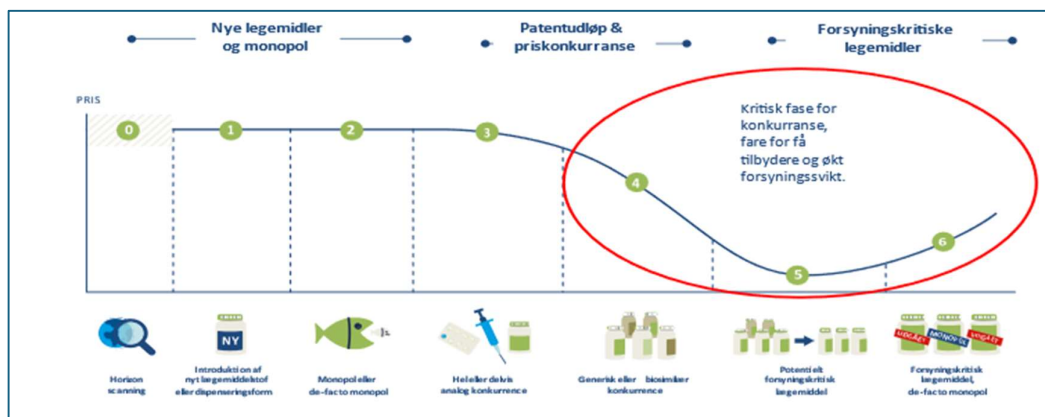 Nye legemidler
og monopol
Patentudløp &
priskonkurranse
Forsyningskritiske
legemidler
PRIS
Kritisk fase for
konkurranse,
fare for få
tilbydere og økt
forsyningssvikt.
0
1
2
3
4
5
6
NY
UDGÅET
MONOPOL
UDGÅET
Horizon
scanning
Introduktion af
nyt lægemiddelstof
eller dispenseringsform
Monopol eller
de-facto monopol
Hel eller delvis
analog konkurrence
Generisk eller biosimilær
konkurrence
Potentielt
forsyningskritisk
lægemiddel
Forsyningskritisk
lægemiddel,
de-facto monopol